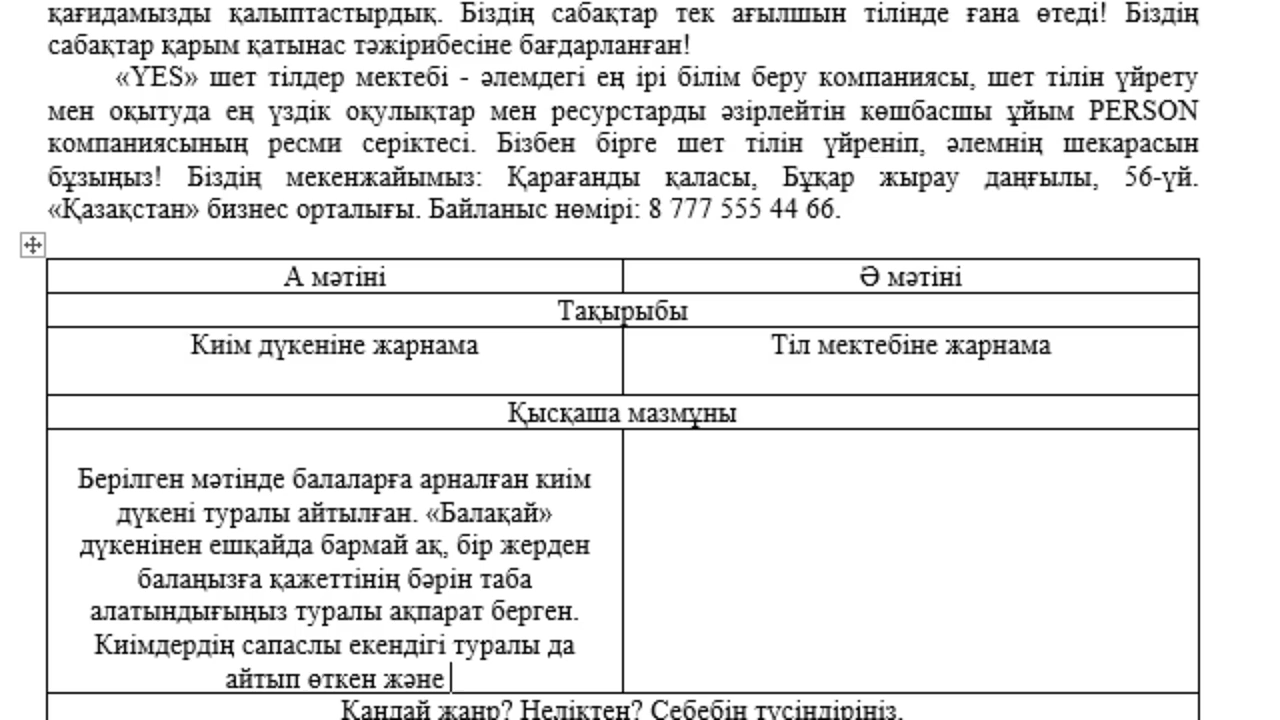 қағидамызды қалыптастырдық. Біздің сабақтар тек ағылшын тілінде ғана өтеді! Біздің
сабақтар қарым қатынас тәжірибесіне бағдарланған!
«YES» шет тілдер мектебі - әлемдегі ең ірі білім беру компаниясы, шет тілін үйрету
мен оқытуда ең үздік оқулықтар мен ресурстарды әзірлейтін көшбасшы ұйым PERSON
компаниясының ресми серіктесі. Бізбен бірге шет тілін үйреніп, әлемнің шекарасын
бұзыңыз! Біздің мекенжайымыз: Қарағанды қаласы, Бұқар жырау даңғылы, 56-үй.
«Қазақстан» бизнес орталығы. Байланыс нөмірі: 8 777 555 44 66.
А мәтіні
Ә мәтіні
Тақырыбы
Киім дүкеніне жарнама
Тіл мектебіне жарнама
Қысқаша мазмұны
Берілген мәтінде балаларға арналған киім
дүкені туралы айтылған. «Балақай»
дүкенінен ешқайда бармай ақ, бір жерден
балаңызға қажеттінің бәрін таба
алатындығыңыз туралы ақпарат берген.
Киімдердің сапаслы екендігі туралы да
айтып өткен және
Қандай жанр? Неліктен? Себебін түсіндіріңіз.